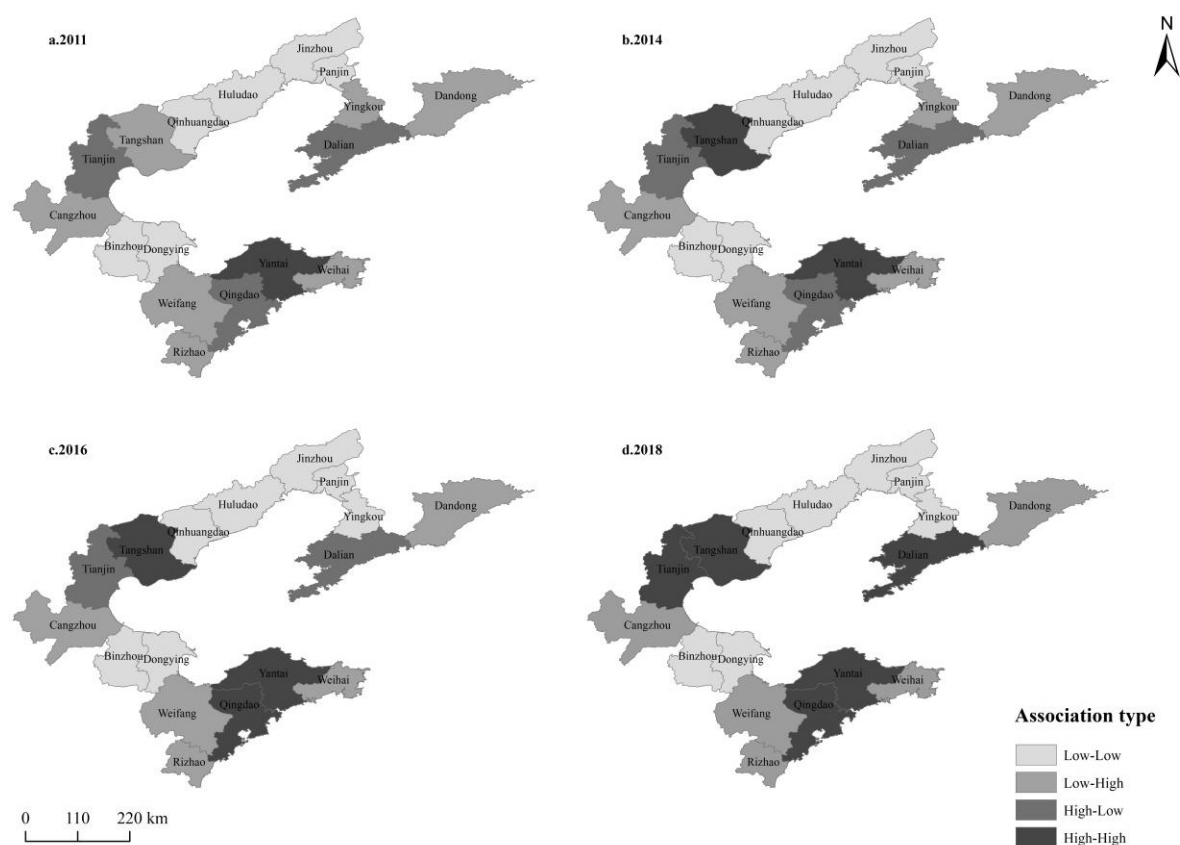 a.2011
Jinzhou
Panjin
Huludao
Yingkou
Dandong
Qinhuangdao
Tangshan
Dalian
Tianjin
Cangzhou
Binzhou
Dongying
Yantai
Weihai
Weifang
Qingdao
Rizhao
b.2014
N
Jinzhou
Panjin
Huludao
Yingkou
Dandong
Qinhuangdao
Tangshan
Dalian
Tianjin
Cangzhou
Binzhou
Dongying
Yantai
Weihai
Weifang
Qingdao
Rizhao
c.2016
Jinzhou
Panjin
Huludao
Dandong
Yingkou
Qinhuangdao
Tangshan
Dalian
Tianjin
Cangzhou
Binzhou
Dongying
Yantai
Weihai
Qingdao
Weifang
Rizhao
0 110 220 km
d.2018
Jinzhou
Panjin
Huludao
Dandong
Yingkou
Qinhuangdao
Tangshan
Dalian
Tianjin
Cangzhou
Binzhou
Dongying
Yantai
Weihai
Qingdao
Weifang
Rizhao
Association type
Low-Low
Low-High
High-Low
High-High